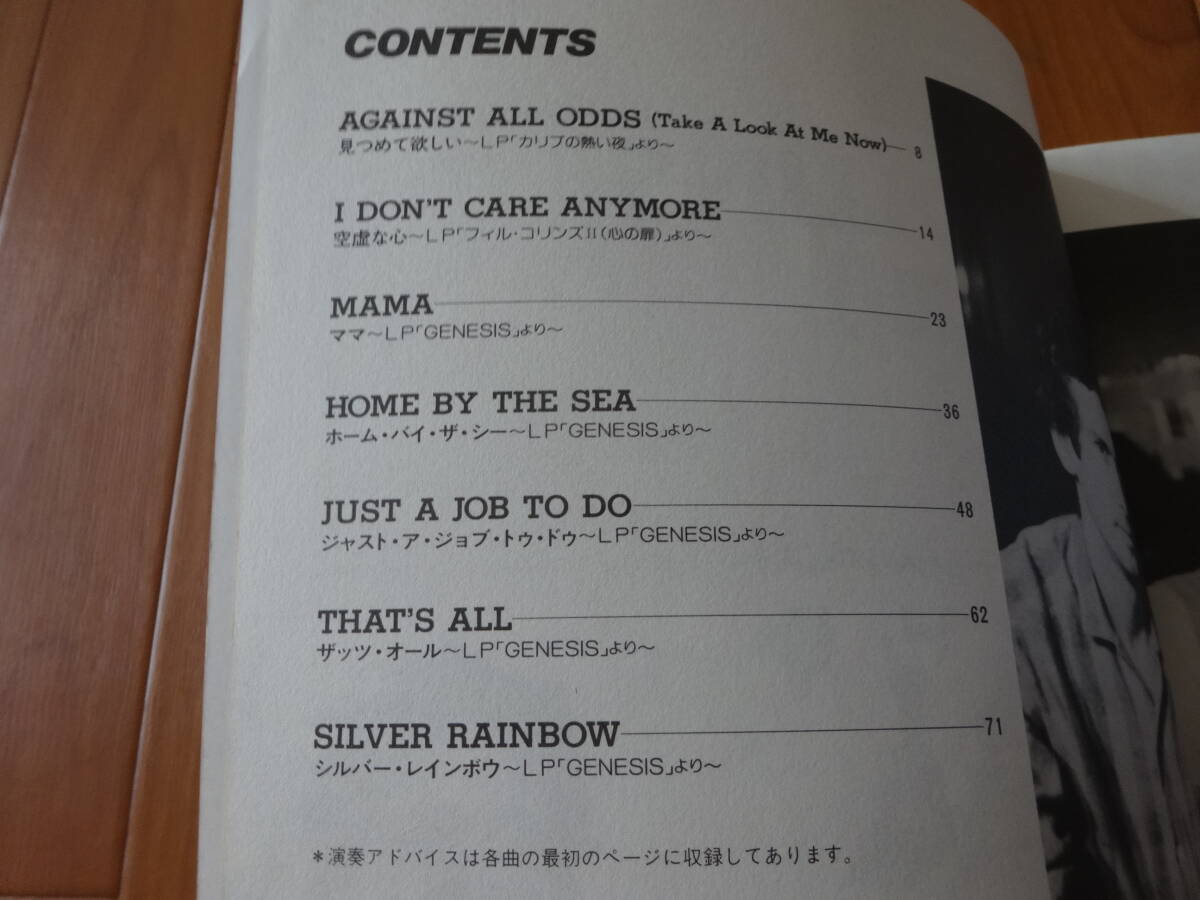 CONTENTS
AGAINST ALL ODDS (Take A Look At Me Now) 8
見つめて欲しい〜LP「カリブの熱い夜」より〜
I DON'T CARE ANYMORE 14
空虚な心〜LP「フィル・コリンズII(心の扉)」より〜
MAMA 23
ママ〜LP「GENESIS」より〜
HOME BY THE SEA 36
ホーム・バイ・ザ・シー〜LP「GENESIS」より〜
JUST A JOB TO DO 48
ジャスト・ア・ジョブ・トゥ・ドゥ〜LP「GENESIS」より〜
THAT'S ALL 62
ザッツ・オール〜LP「GENESIS」より〜
SILVER RAINBOW 71
シルバー・レインボウ〜LP「GENESIS」より〜
*演奏アドバイスは各曲の最初のページに収録してあります。